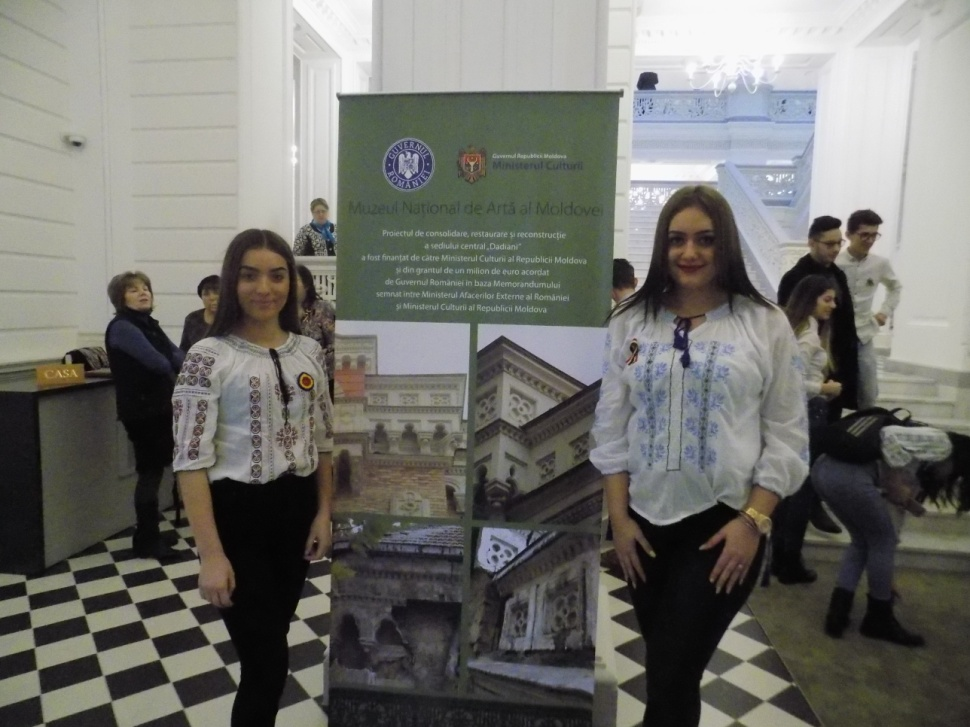 GUVERNUL
ROMÂNIEI
Guvernul Republicii Moldova
Ministerul Culturii
Muzeul Național de Artă al Moldovei
Proiectul de consolidare, restaurare și reconstrucție
a sediului central „Dadiani”
a fost finanțat de către Ministerul Culturii al Republicii Moldova
și din grantul de un milion de euro acordat
de Guvernul României în baza Memorandumului
semnat între Ministerul Afacerilor Externe al României
și Ministerul Culturii al Republicii Moldova
CASA